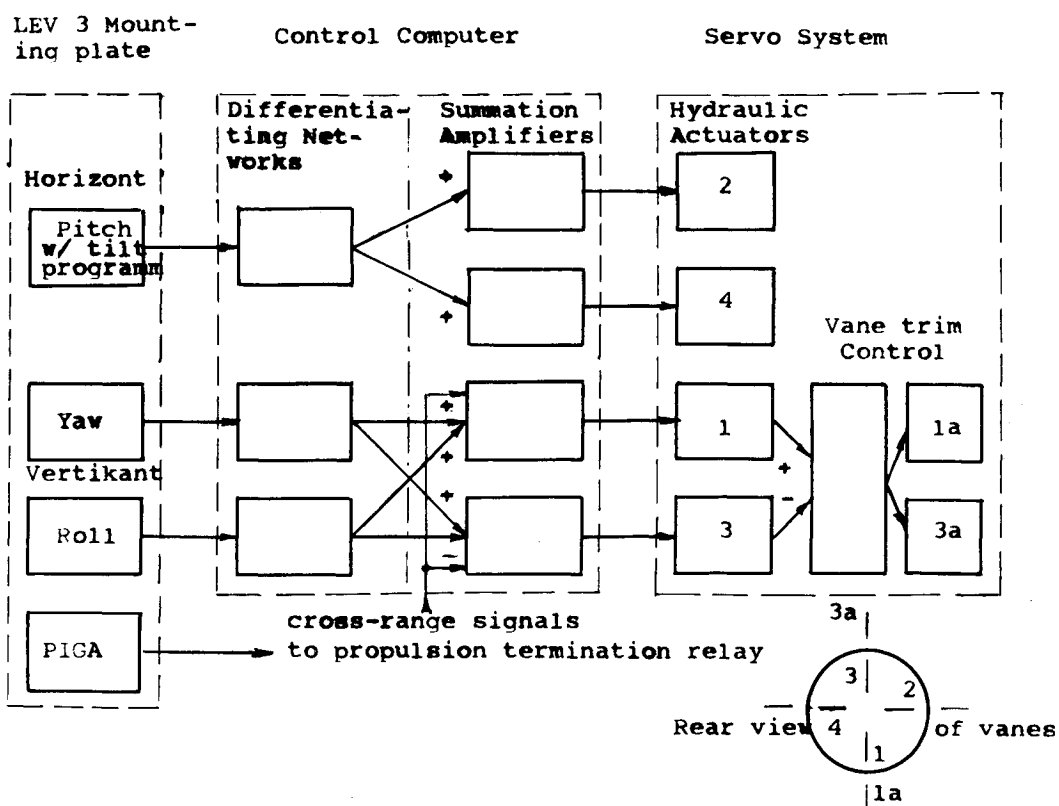 LEV 3 Mount-
ing plate
Control Computer
Servo System
Differentia-
ting Net-
works
Summation
Amplifiers
Hydraulic
Actuators
Horizont
Pitch
w/ tilt
programm
+
2
+
4
Vane trim
Control
Yaw
+
1
1a
Vertikant
+
+
+
-
Roll
-
3
3a
PIGA
cross-range signals
to propulsion termination relay
3a
3
2
Rear view 4
of vanes
1
1a